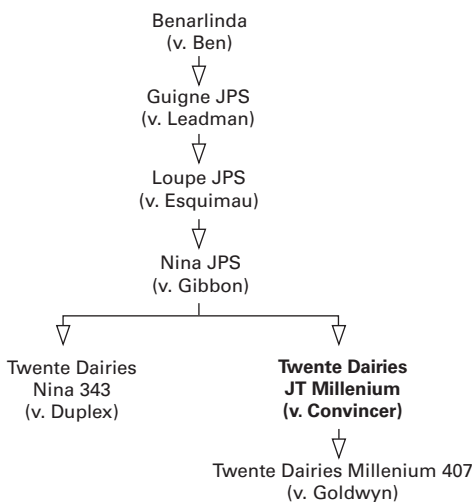 Benarlinda
(v. Ben)
Guigne JPS
(v. Leadman)
Loupe JPS
(v. Esquimau)
Nina JPS
(v. Gibbon)
Twente Dairies
Nina 343
(v. Duplex)
Twente Dairies
JT Millenium
(v. Convincer)
Twente Dairies Millenium 407
(v. Goldwyn)